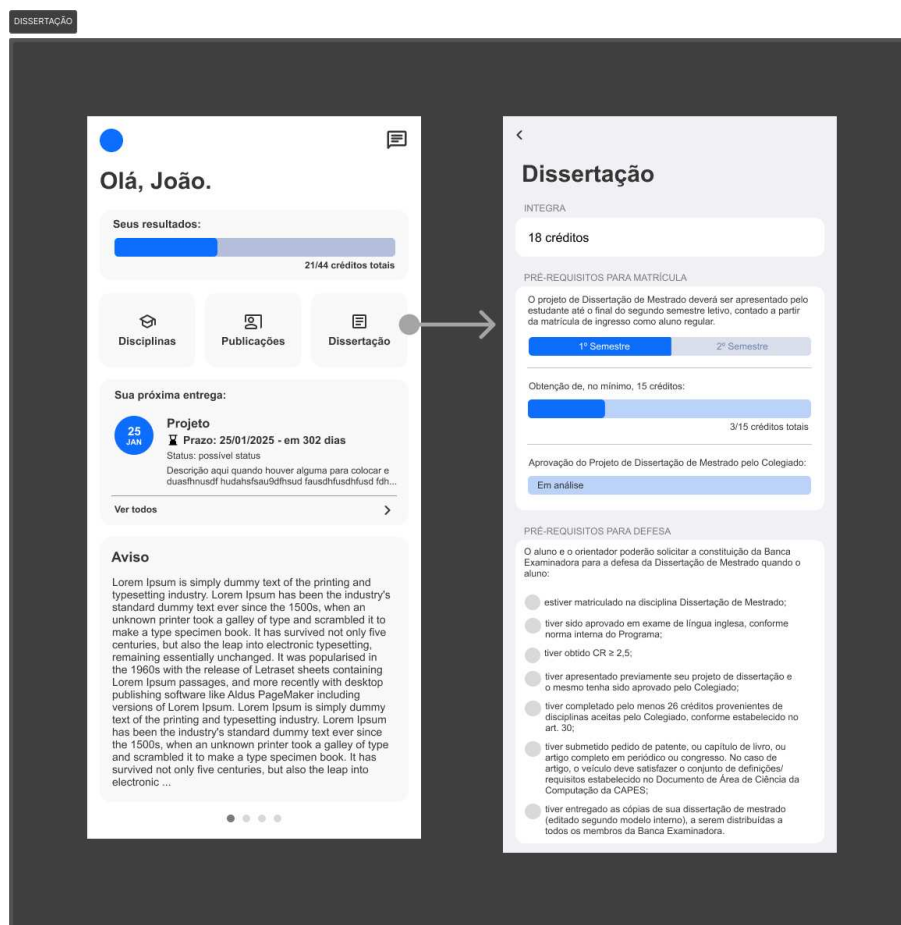 DISSERTAÇÃO
Olá, João.
Seus resultados:
21/44 créditos totais
Disciplinas
Publicações
Dissertação
Sua próxima entrega:
25
JAN
Projeto
Prazo: 25/01/2025 - em 302 dias
Status: possível status
Descrição aqui quando houver alguma para colocar e
duasfhnusdf hudahsfsau9dfhsud fausdhfusdhfusd fdh...
Ver todos
Aviso
Lorem Ipsum is simply dummy text of the printing and
typesetting industry. Lorem Ipsum has been the industry's
standard dummy text ever since the 1500s, when an
unknown printer took a galley of type and scrambled it to
make a type specimen book. It has survived not only five
centuries, but also the leap into electronic typesetting,
remaining essentially unchanged. It was popularised in
the 1960s with the release of Letraset sheets containing
Lorem Ipsum passages, and more recently with desktop
publishing software like Aldus PageMaker including
versions of Lorem Ipsum. Lorem Ipsum is simply dummy
text of the printing and typesetting industry. Lorem Ipsum
has been the industry's standard dummy text ever since
the 1500s, when an unknown printer took a galley of type
and scrambled it to make a type specimen book. It has
survived not only five centuries, but also the leap into
electronic ...
Dissertação
INTEGRA
18 créditos
PRÉ-REQUISITOS PARA MATRÍCULA
O projeto de Dissertação de Mestrado deverá ser apresentado pelo
estudante até o final do segundo semestre letivo, contado a partir
da matrícula de ingresso como aluno regular.
1º Semestre
2º Semestre
Obtenção de, no mínimo, 15 créditos:
3/15 créditos totais
Aprovação do Projeto de Dissertação de Mestrado pelo Colegiado:
Em análise
PRÉ-REQUISITOS PARA DEFESA
O aluno e o orientador poderão solicitar a constituição da Banca
Examinadora para a defesa da Dissertação de Mestrado quando o
aluno:
estiver matriculado na disciplina Dissertação de Mestrado;
tiver sido aprovado em exame de língua inglesa, conforme
norma interna do Programa;
tiver obtido CR ≥ 2,5;
tiver apresentado previamente seu projeto de dissertação e
o mesmo tenha sido aprovado pelo Colegiado;
tiver completado pelo menos 26 créditos provenientes de
disciplinas aceitas pelo Colegiado, conforme estabelecido no
art. 30;
tiver submetido pedido de patente, ou capítulo de livro, ou
artigo completo em periódico ou congresso. No caso de
artigo, o veículo deve satisfazer o conjunto de definições/
requisitos estabelecido no Documento de Área de Ciência da
Computação da CAPES;
tiver entregado as cópias de sua dissertação de mestrado
(editado segundo modelo interno), a serem distribuídas a
todos os membros da Banca Examinadora.